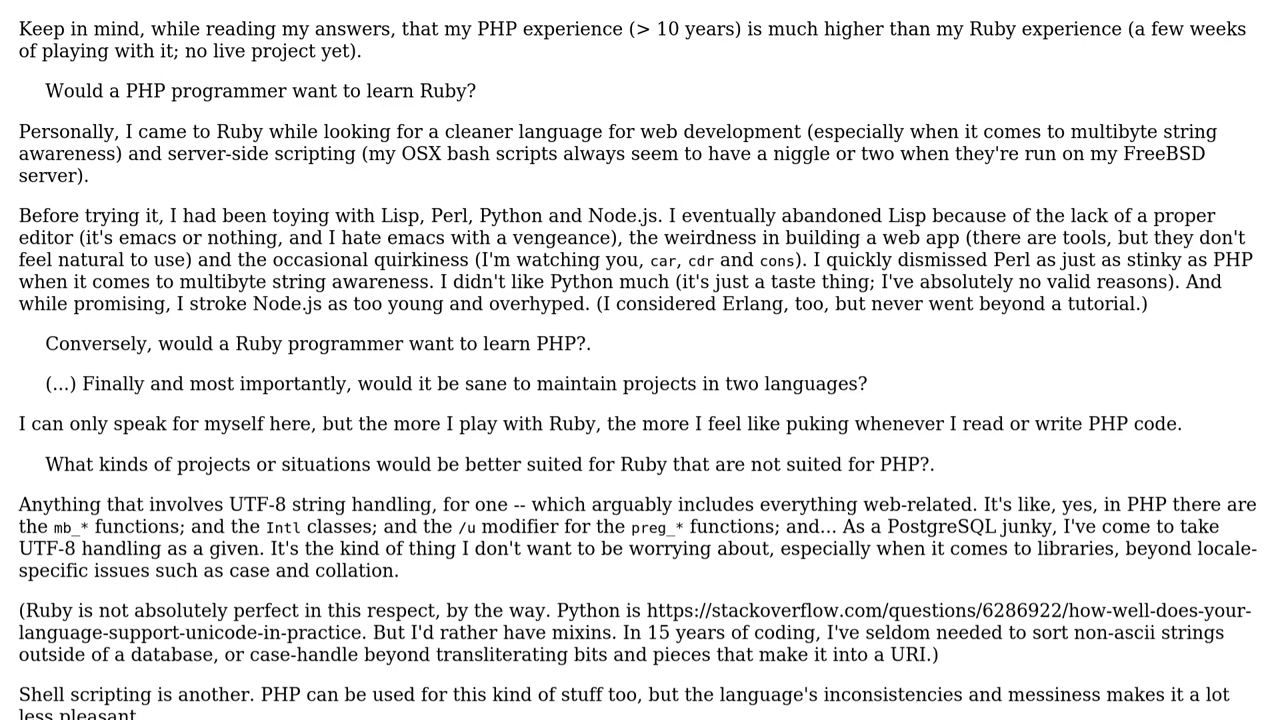 Keep in mind, while reading my answers, that my PHP experience (> 10 years) is much higher than my Ruby experience (a few weeks
of playing with it; no live project yet).
Would a PHP programmer want to learn Ruby?
Personally, I came to Ruby while looking for a cleaner language for web development (especially when it comes to multibyte string
awareness) and server-side scripting (my OSX bash scripts always seem to have a niggle or two when they're run on my FreeBSD
server).
Before trying it, I had been toying with Lisp, Perl, Python and Node.js. I eventually abandoned Lisp because of the lack of a proper
editor (it's emacs or nothing, and I hate emacs with a vengeance), the weirdness in building a web app (there are tools, but they don't
feel natural to use) and the occasional quirkiness (I'm watching you, car, cdr and cons). I quickly dismissed Perl as just as stinky as PHP
when it comes to multibyte string awareness. I didn't like Python much (it's just a taste thing; I've absolutely no valid reasons). And
while promising, I stroke Node.js as too young and overhyped. (I considered Erlang, too, but never went beyond a tutorial.)
Conversely, would a Ruby programmer want to learn PHP?.
(...) Finally and most importantly, would it be sane to maintain projects in two languages?
I can only speak for myself here, but the more I play with Ruby, the more I feel like puking whenever I read or write PHP code.
What kinds of projects or situations would be better suited for Ruby that are not suited for PHP?.
Anything that involves UTF-8 string handling, for one -- which arguably includes everything web-related. It's like, yes, in PHP there are
the mb_* functions; and the Intl classes; and the /u modifier for the preg_* functions; and... As a PostgreSQL junky, I've come to take
UTF-8 handling as a given. It's the kind of thing I don't want to be worrying about, especially when it comes to libraries, beyond locale-
specific issues such as case and collation.
(Ruby is not absolutely perfect in this respect, by the way. Python is https://stackoverflow.com/questions/6286922/how-well-does-your-
language-support-unicode-in-practice. But I'd rather have mixins. In 15 years of coding, I've seldom needed to sort non-ascii strings
outside of a database, or case-handle beyond transliterating bits and pieces that make it into a URI.)
Shell scripting is another. PHP can be used for this kind of stuff too, but the language's inconsistencies and messiness makes it a lot
less pleasant.